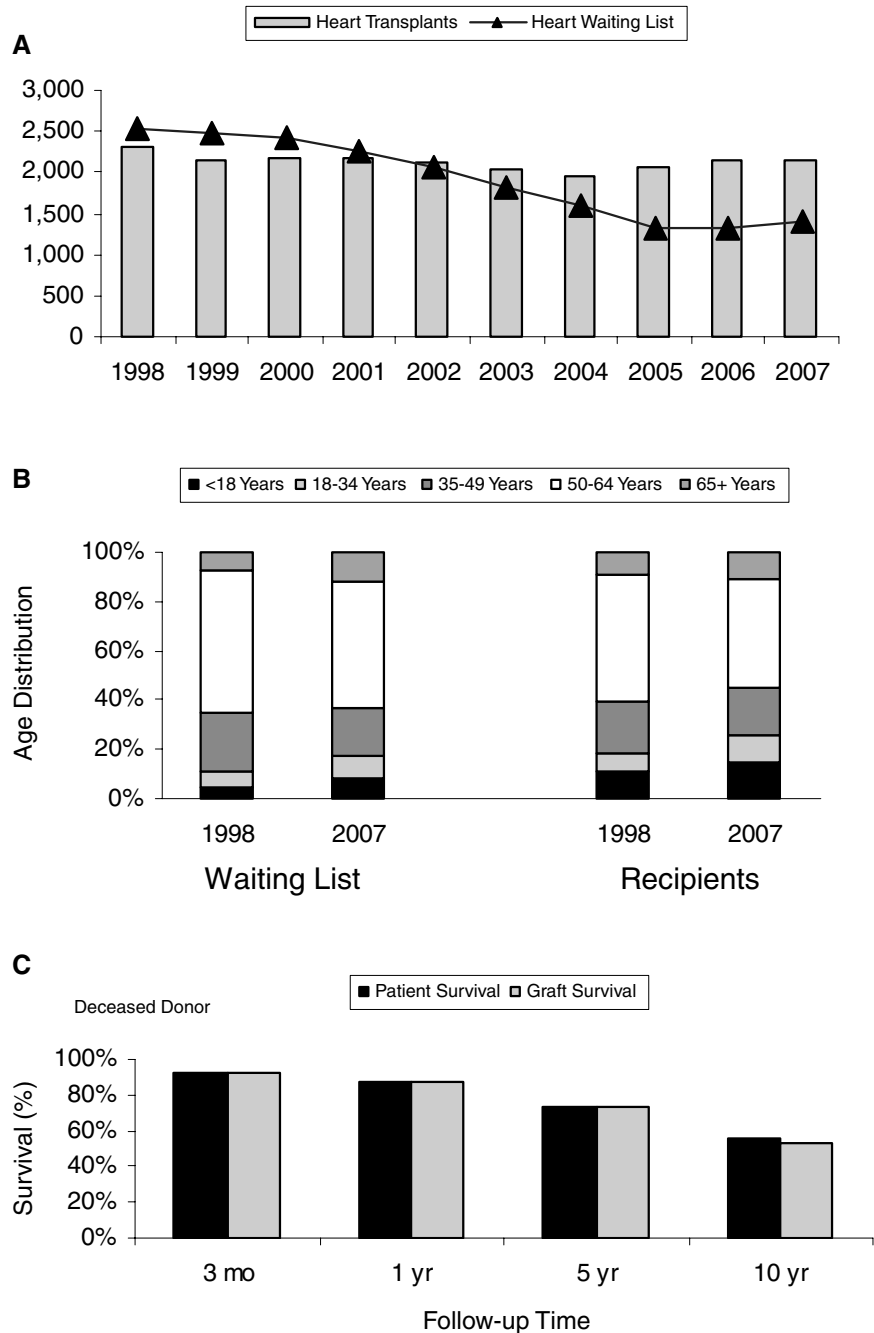 Heart Transplants Heart Waiting List
A
3,000
2,500
2,000
1,500
1,000
500
0
1998 1999 2000 2001 2002 2003 2004 2005 2006 2007
B
<18 Years 18-34 Years 35-49 Years 50-64 Years 65+ Years
Age Distribution
100%
80%
60%
40%
20%
0%
1998 2007 1998 2007
Waiting List Recipients
C
Patient Survival Graft Survival
Deceased Donor
Survival (%)
100%
80%
60%
40%
20%
0%
3 mo 1 yr 5 yr 10 yr
Follow-up Time